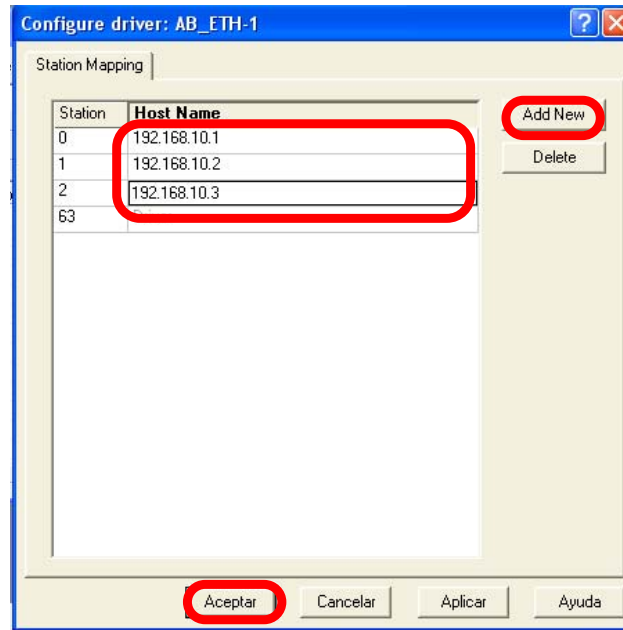 Configure driver: AB_ETH-1
Station Mapping
Station Host Name
0 192.168.10.1
1 192.168.10.2
2 192.168.10.3
63
Add New
Delete
Aceptar Cancelar Aplicar Ayuda